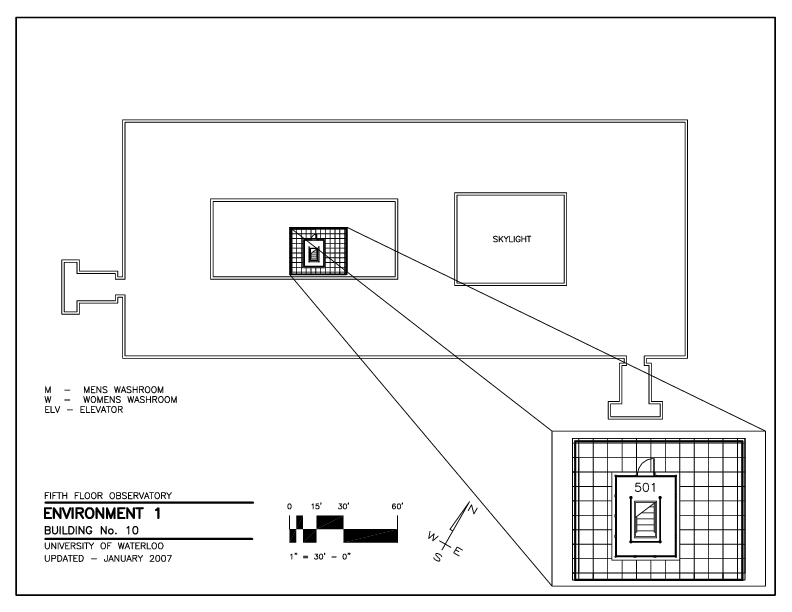 SKYLIGHT
M – MENS WASHROOM
W – WOMENS WASHROOM
ELV – ELEVATOR
501
FIFTH FLOOR OBSERVATORY
ENVIRONMENT 1
BUILDING No. 10
UNIVERSITY OF WATERLOO
UPDATED – JANUARY 2007
0 15' 30' 60'
1" = 30' – 0"
N
W E
S